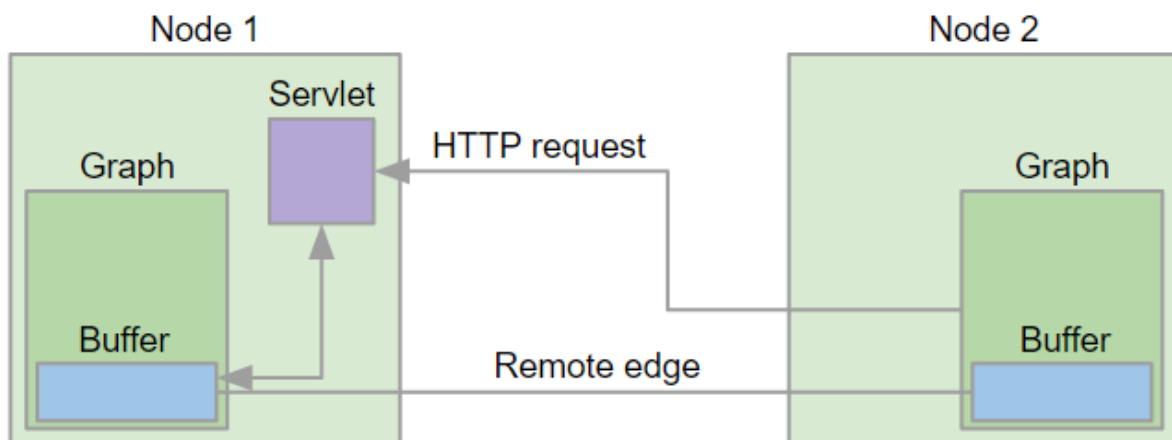 Node 1
Node 2
Servlet
HTTP request
Graph
Graph
Buffer
Buffer
Remote edge